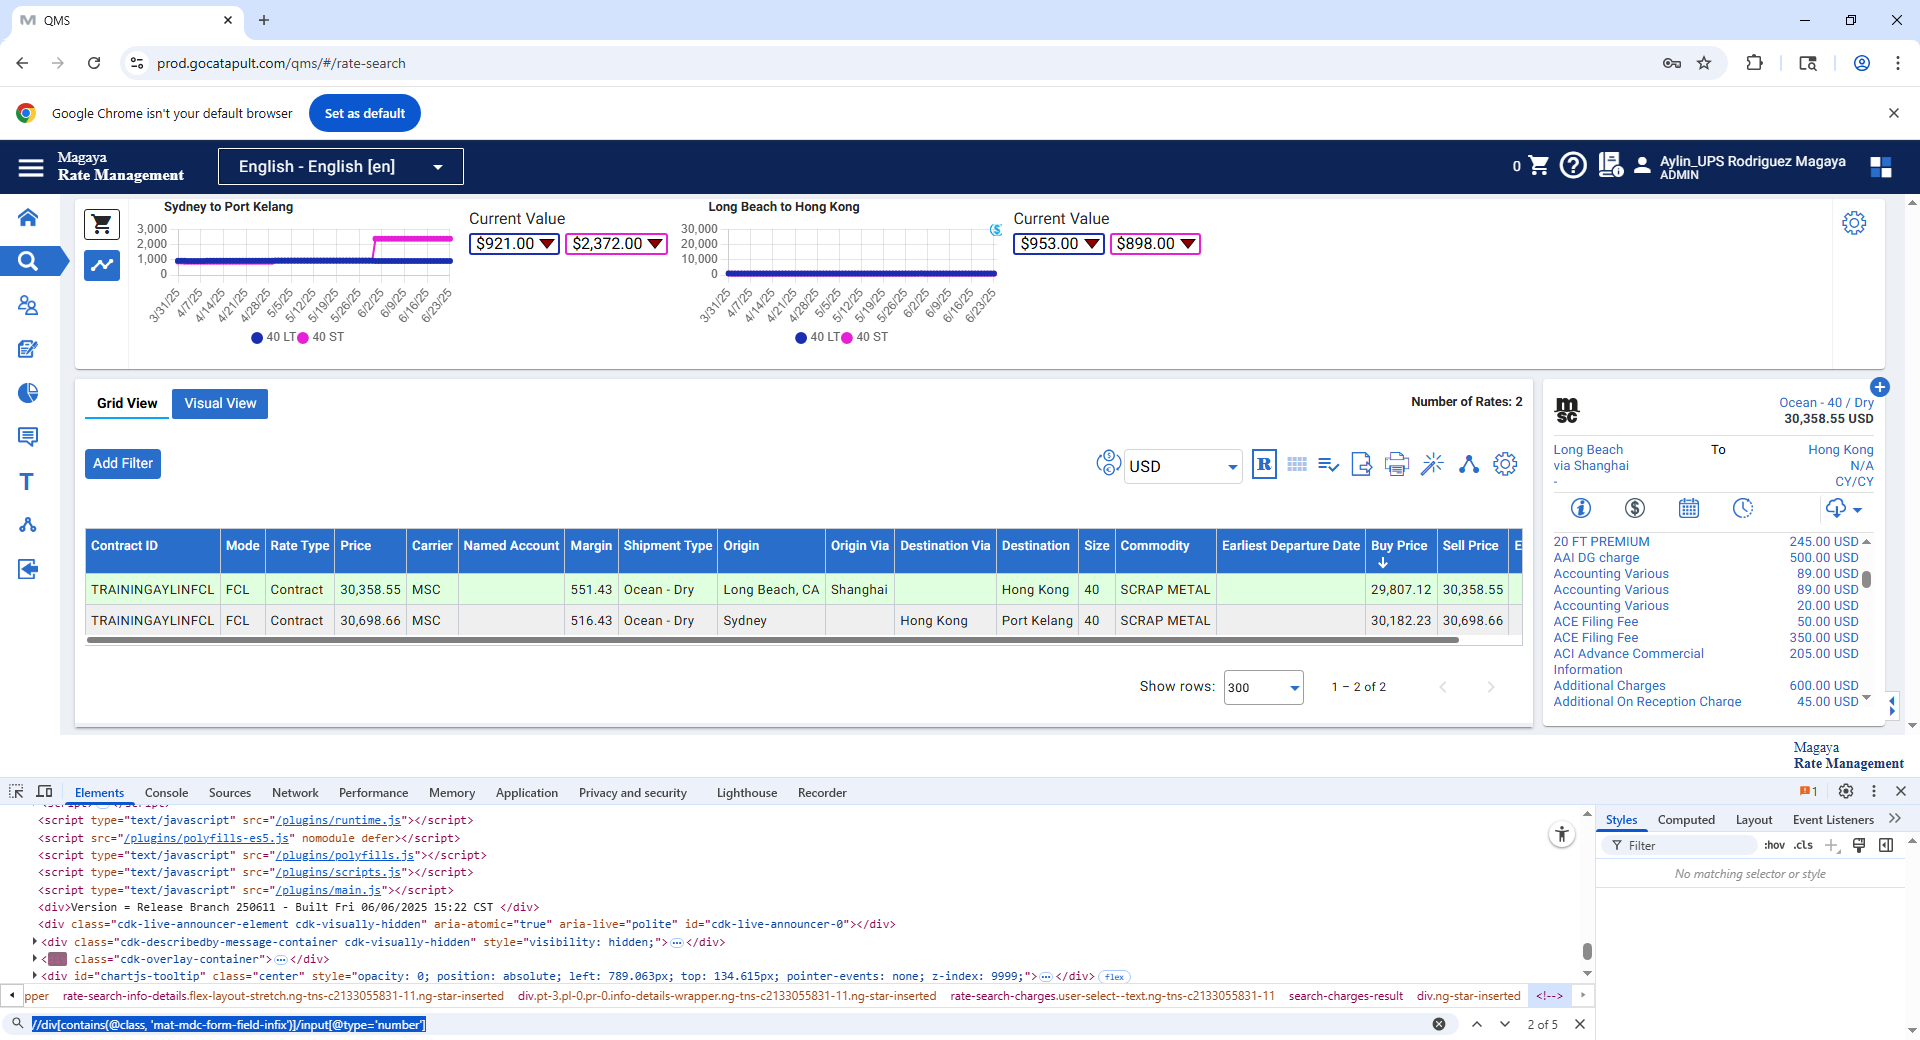 QMS
prod.gocatapult.com/qms/#/rate-search
Google Chrome isn't your default browser
Set as default
Magaya
Rate Management
English - English [en]
0
Aylin_UPS Rodriguez Magaya
ADMIN
Sydney to Port Kelang
3,000
2,000
1,000
0
3/31/25
4/7/25
4/14/25
4/21/25
4/28/25
5/5/25
5/12/25
5/19/25
5/26/25
6/2/25
6/9/25
6/16/25
6/23/25
40 LT
40 ST
Current Value
$921.00
$2,372.00
Long Beach to Hong Kong
30,000
20,000
10,000
0
3/31/25
4/7/25
4/14/25
4/21/25
4/28/25
5/5/25
5/12/25
5/19/25
5/26/25
6/2/25
6/9/25
6/16/25
6/23/25
40 LT
40 ST
Current Value
$953.00
$898.00
Grid View
Visual View
Number of Rates: 2
Add Filter
USD
R
Contract ID Mode Rate Type Price Carrier Named Account Margin Shipment Type Origin Origin Via Destination Via Destination Size Commodity Earliest Departure Date Buy Price Sell Price E
TRAININGAYLINFCL FCL Contract 30,358.55 MSC 551.43 Ocean - Dry Long Beach, CA Shanghai Hong Kong 40 SCRAP METAL 29,807.12 30,358.55
TRAININGAYLINFCL FCL Contract 30,698.66 MSC 516.43 Ocean - Dry Sydney Hong Kong Port Kelang 40 SCRAP METAL 30,182.23 30,698.66
Show rows: 300 1 – 2 of 2
msc
Ocean - 40 / Dry
30,358.55 USD
Long Beach To Hong Kong
via Shanghai N/A
- CY/CY
20 FT PREMIUM 245.00 USD
AAI DG charge 500.00 USD
Accounting Various 89.00 USD
Accounting Various 89.00 USD
Accounting Various 20.00 USD
ACE Filing Fee 50.00 USD
ACE Filing Fee 350.00 USD
ACI Advance Commercial Information 205.00 USD
Additional Charges 600.00 USD
Additional On Reception Charge 45.00 USD
Magaya
Rate Management
Elements Console Sources Network Performance Memory Application Privacy and security Lighthouse Recorder
1
<script type="text/javascript" src="/plugins/runtime.js"></script>
<script src="/plugins/polyfills-es5.js" nomodule defer></script>
<script type="text/javascript" src="/plugins/polyfills.js"></script>
<script type="text/javascript" src="/plugins/scripts.js"></script>
<script type="text/javascript" src="/plugins/main.js"></script>
<div>Version = Release Branch 250611 - Built Fri 06/06/2025 15:22 CST </div>
<div class="cdk-live-announcer-element cdk-visually-hidden" aria-atomic="true" aria-live="polite" id="cdk-live-announcer-0"></div>
<div class="cdk-describedby-message-container cdk-visually-hidden" style="visibility: hidden;">…</div>
< class="cdk-overlay-container">…</div>
<div id="chartjs-tooltip" class="center" style="opacity: 0; position: absolute; left: 789.063px; top: 134.615px; pointer-events: none; z-index: 9999;">…</div> flex
pper rate-search-info-details.flex-layout-stretch.ng-tns-c2133055831-11.ng-star-inserted div.pt-3.pl-0.pr-0.info-details-wrapper.ng-tns-c2133055831-11.ng-star-inserted rate-search-charges.user-select--text.ng-tns-c2133055831-11 search-charges-result div.ng-star-inserted <!-->
//div[contains(@class, 'mat-mdc-form-field-infix')]/input[@type='number']
2 of 5
Styles Computed Layout Event Listeners
Filter
:hov .cls
No matching selector or style